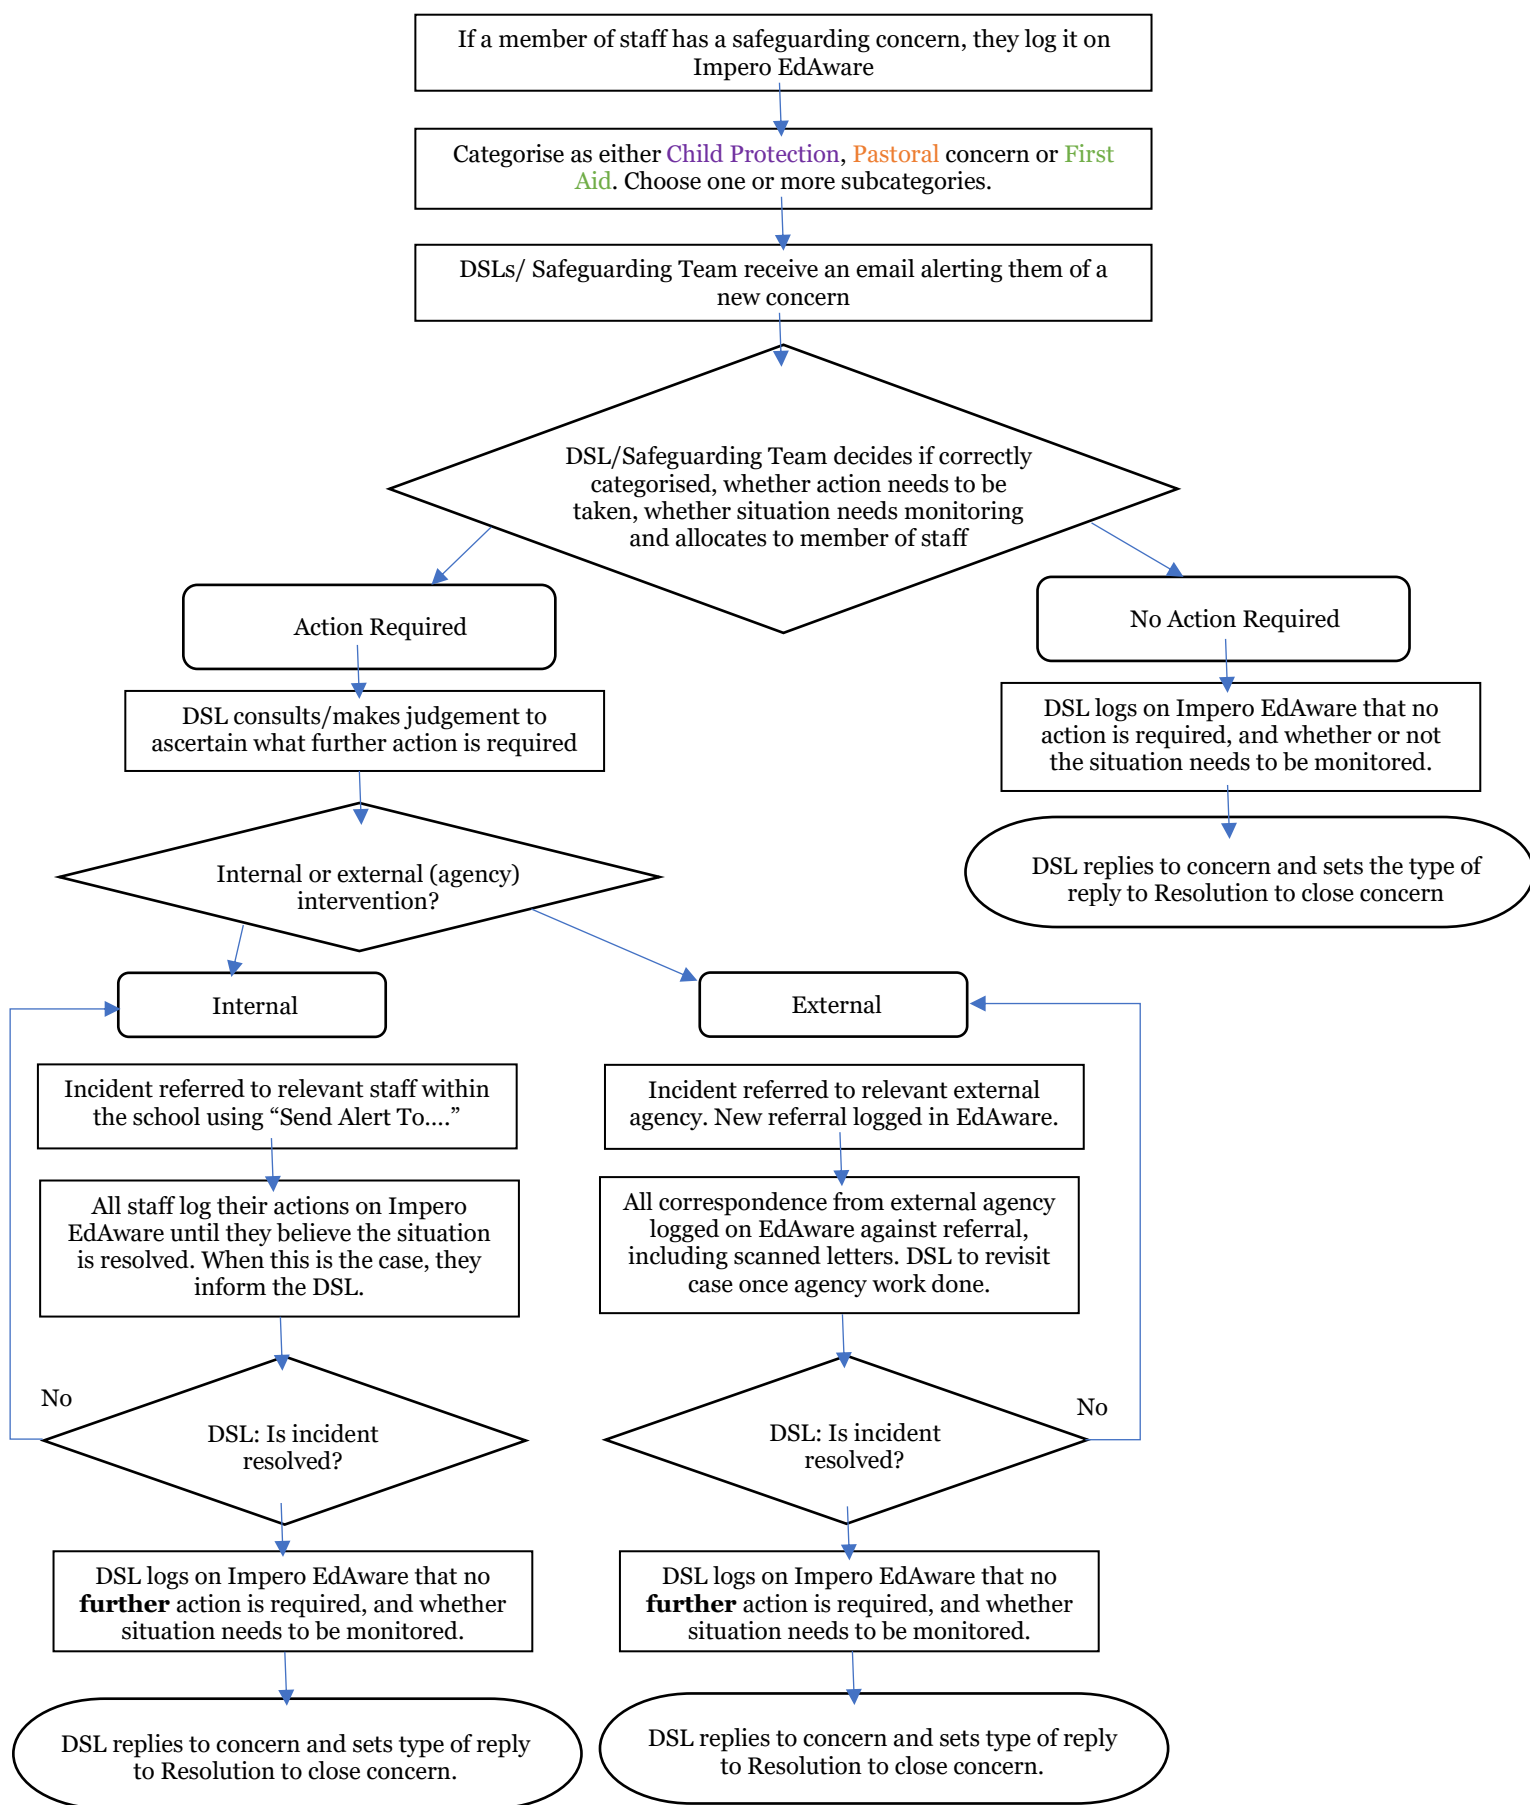 If a member of staff has a safeguarding concern, they log it on
Impero EdAware
Categorise as either Child Protection, Pastoral concern or First
Aid. Choose one or more subcategories.
DSLs/ Safeguarding Team receive an email alerting them of a
new concern
DSL/Safeguarding Team decides if correctly
categorised, whether action needs to be
taken, whether situation needs monitoring
and allocates to member of staff
Action Required
No Action Required
DSL consults/makes judgement to
ascertain what further action is required
DSL logs on Impero EdAware that no
action is required, and whether or not
the situation needs to be monitored.
DSL replies to concern and sets the type of
reply to Resolution to close concern
Internal or external (agency)
intervention?
Internal
External
Incident referred to relevant staff within
the school using “Send Alert To....”
Incident referred to relevant external
agency. New referral logged in EdAware.
All staff log their actions on Impero
EdAware until they believe the situation
is resolved. When this is the case, they
inform the DSL.
All correspondence from external agency
logged on EdAware against referral,
including scanned letters. DSL to revisit
case once agency work done.
No
DSL: Is incident
resolved?
No
DSL: Is incident
resolved?
DSL logs on Impero EdAware that no
further action is required, and whether
situation needs to be monitored.
DSL logs on Impero EdAware that no
further action is required, and whether
situation needs to be monitored.
DSL replies to concern and sets type of reply
to Resolution to close concern.
DSL replies to concern and sets type of reply
to Resolution to close concern.